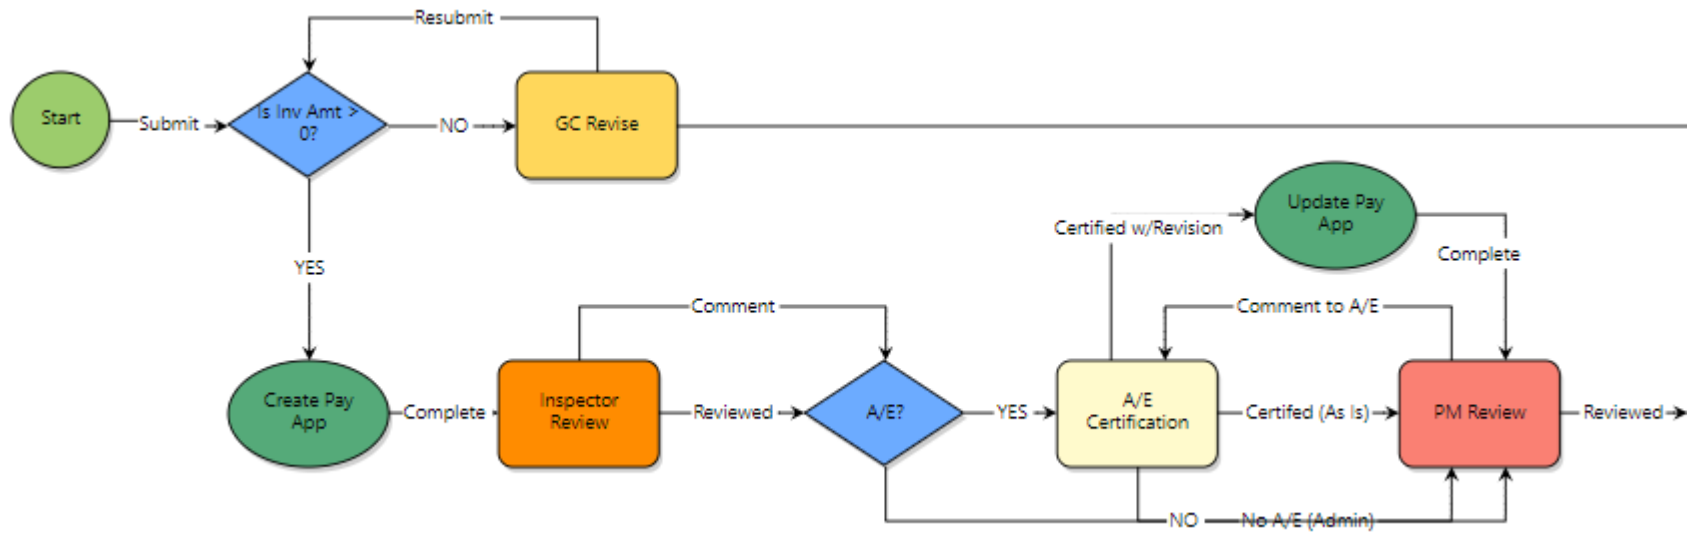 Resubmit
Start
Submit
Is Inv Amt >
0?
NO
GC Revise
Update Pay
App
Certified w/Revision
Complete
YES
Comment
Comment to A/E
Create Pay
App
Complete
Inspector
Review
Reviewed
A/E?
YES
A/E
Certification
Certifed (As Is)
PM Review
Reviewed
NO
No A/E (Admin)